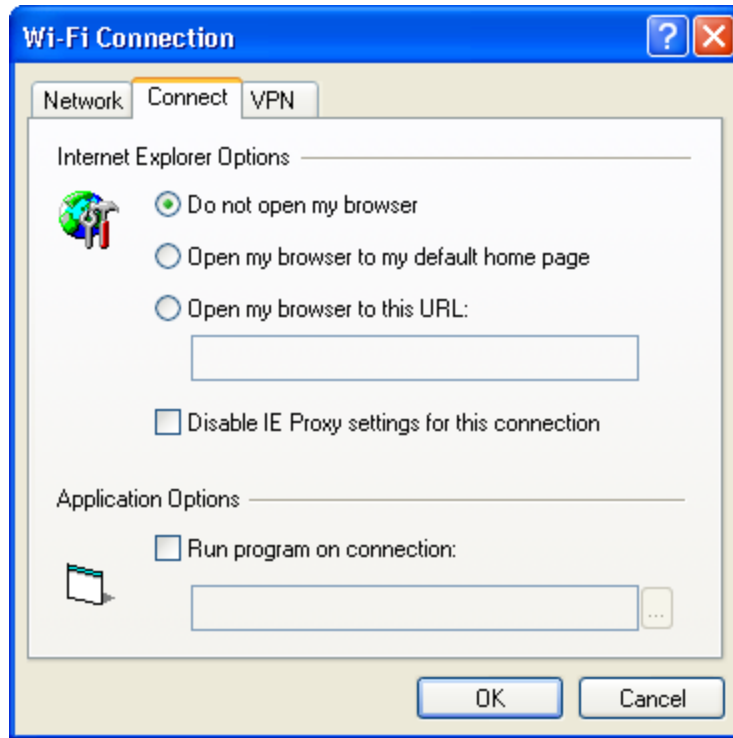 Wi-Fi Connection
?
Network
Connect
VPN
Internet Explorer Options
Do not open my browser
Open my browser to my default home page
Open my browser to this URL:
Disable IE Proxy settings for this connection
Application Options
Run program on connection:
...
OK
Cancel